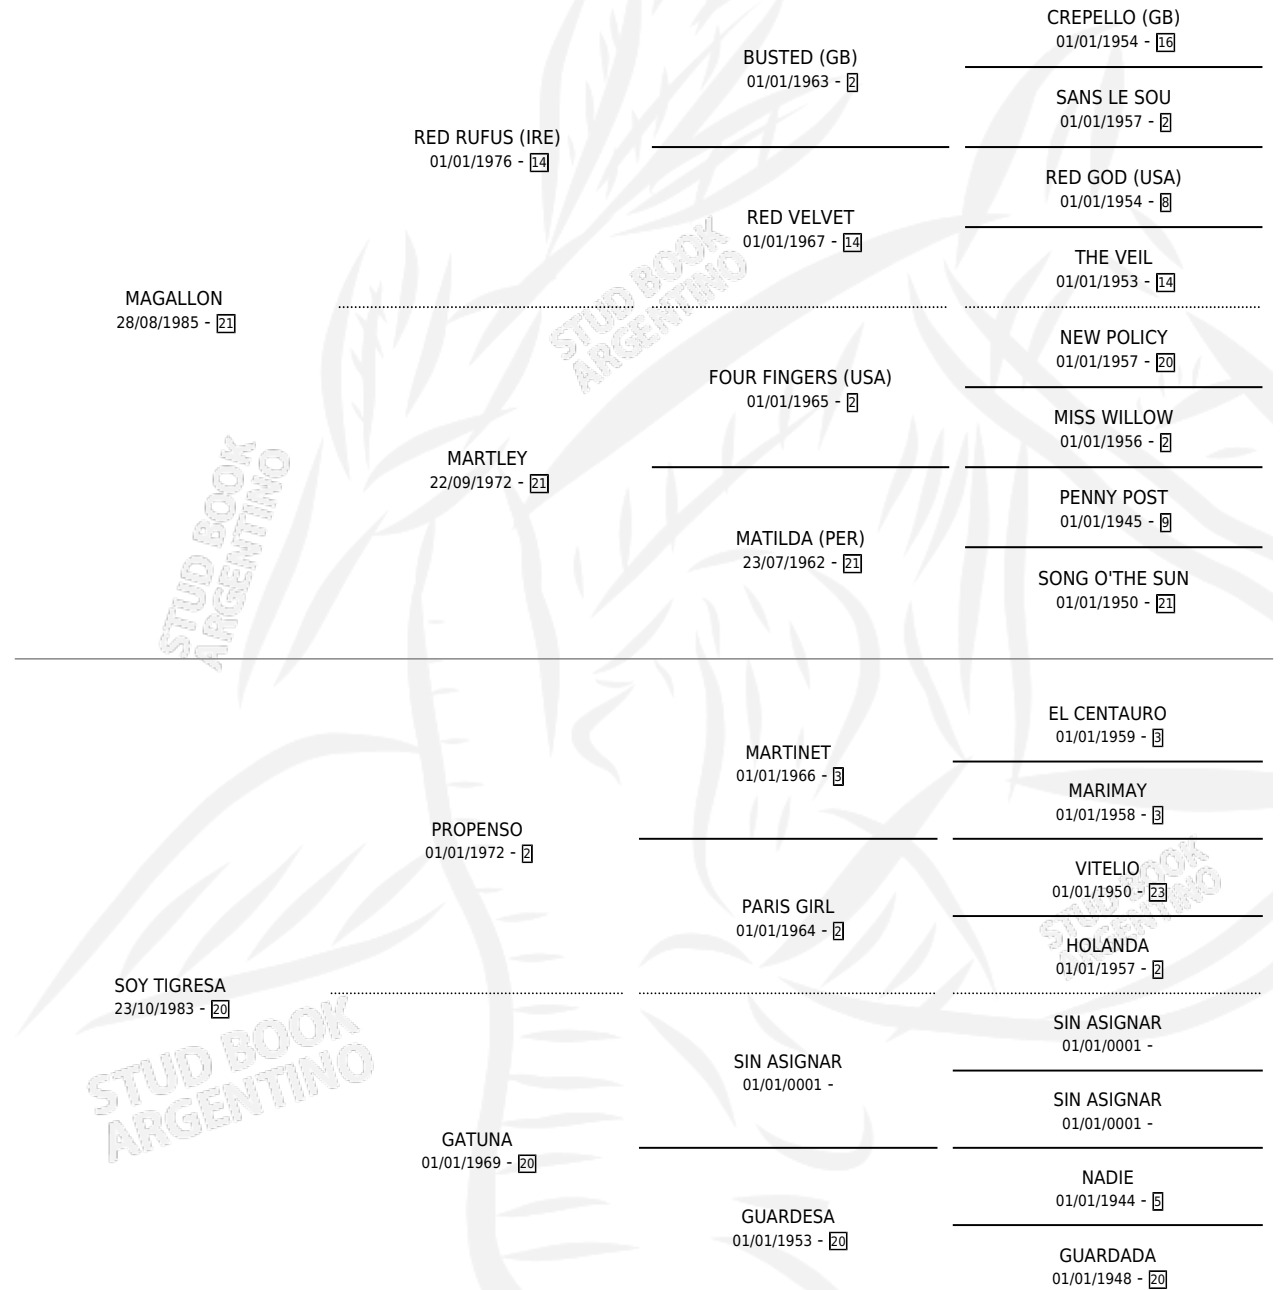 CREPELLO (GB)
01/01/1954 - 16
BUSTED (GB)
01/01/1963 - 2
SANS LE SOU
01/01/1957 - 2
RED RUFUS (IRE)
01/01/1976 - 14
RED GOD (USA)
01/01/1954 - 8
RED VELVET
01/01/1967 - 14
THE VEIL
01/01/1953 - 14
MAGALLON
28/08/1985 - 21
NEW POLICY
01/01/1957 - 20
FOUR FINGERS (USA)
01/01/1965 - 2
MISS WILLOW
01/01/1956 - 2
MARTLEY
22/09/1972 - 21
PENNY POST
01/01/1945 - 9
MATILDA (PER)
23/07/1962 - 21
SONG O'THE SUN
01/01/1950 - 21
EL CENTAURO
01/01/1959 - 3
MARTINET
01/01/1966 - 3
MARIMAY
01/01/1958 - 3
PROPENSO
01/01/1972 - 2
VITELIO
01/01/1950 - 23
PARIS GIRL
01/01/1964 - 2
HOLANDA
01/01/1957 - 2
SOY TIGRESA
23/10/1983 - 20
SIN ASIGNAR
01/01/0001 -
SIN ASIGNAR
01/01/0001 -
SIN ASIGNAR
01/01/0001 -
GATUNA
01/01/1969 - 20
NADIE
01/01/1944 - 5
GUARDESA
01/01/1953 - 20
GUARDADA
01/01/1948 - 20
STUD BOOK
ARGENTINO
STUD BOOK
ARGENTINO
STUD BOOK
ARGENTINO
STUD BOOK
ARGENTINO